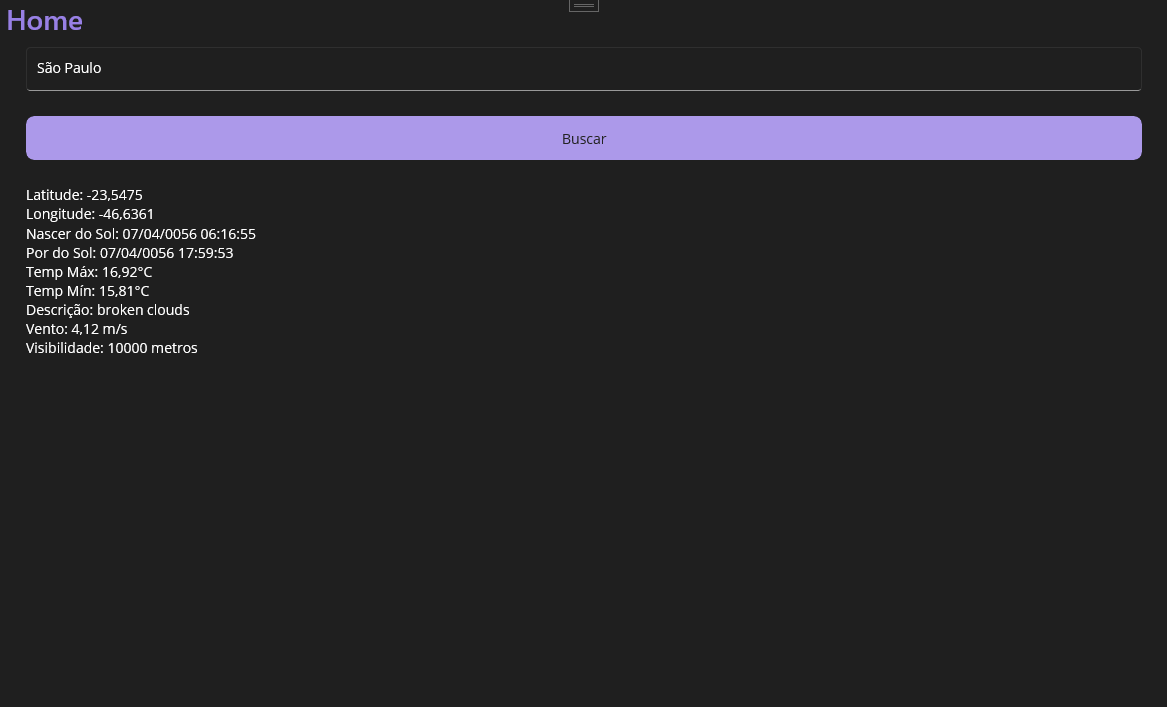 Home
São Paulo
Buscar
Latitude: -23,5475
Longitude: -46,6361
Nascer do Sol: 07/04/0056 06:16:55
Por do Sol: 07/04/0056 17:59:53
Temp Máx: 16,92°C
Temp Mín: 15,81°C
Descrição: broken clouds
Vento: 4,12 m/s
Visibilidade: 10000 metros